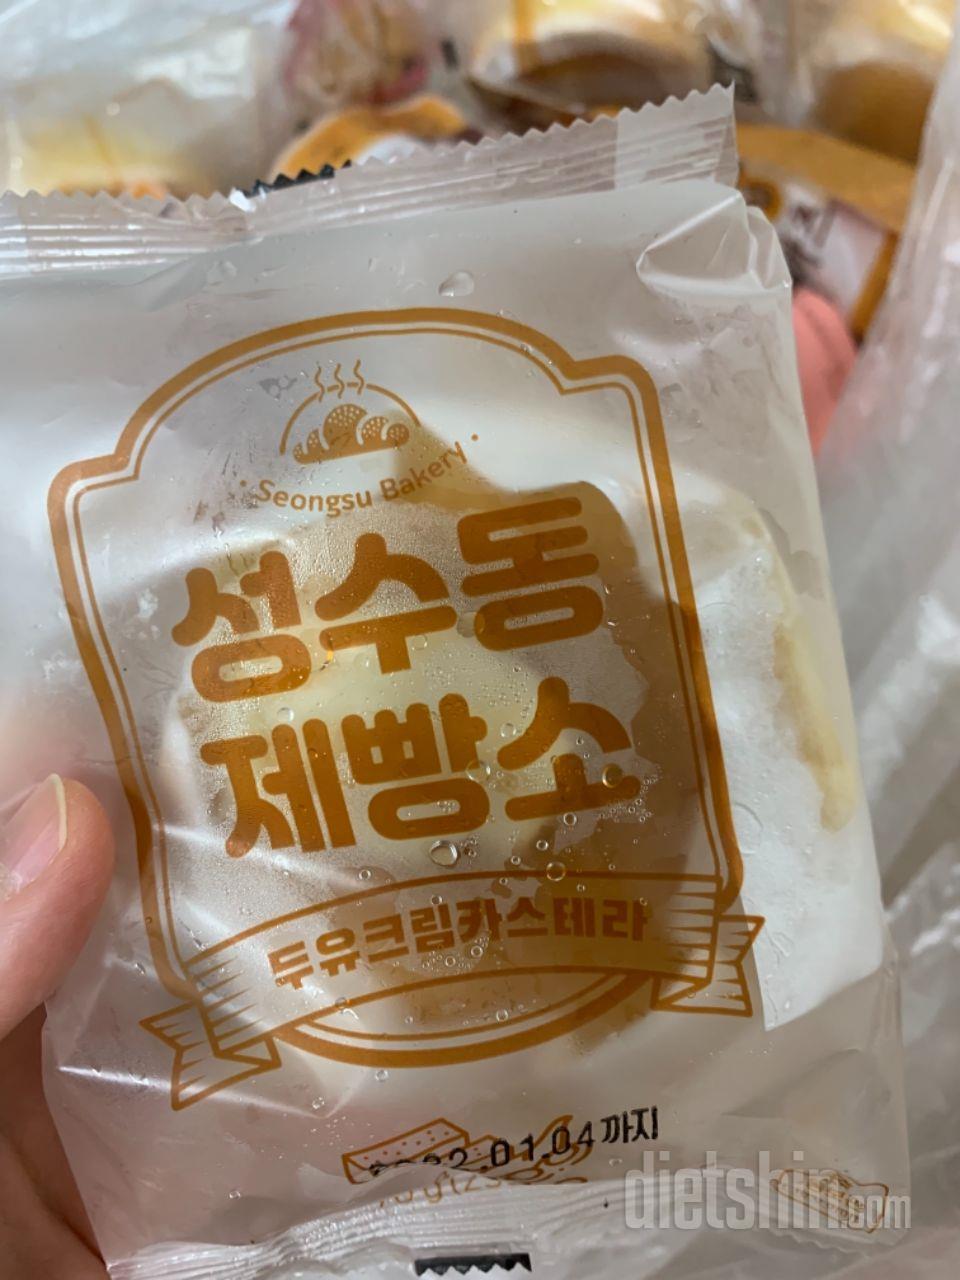 Seongsu Bakery
성수동
제빵소
두유크림카스테라
2022.01.04 까지
dietshin.com